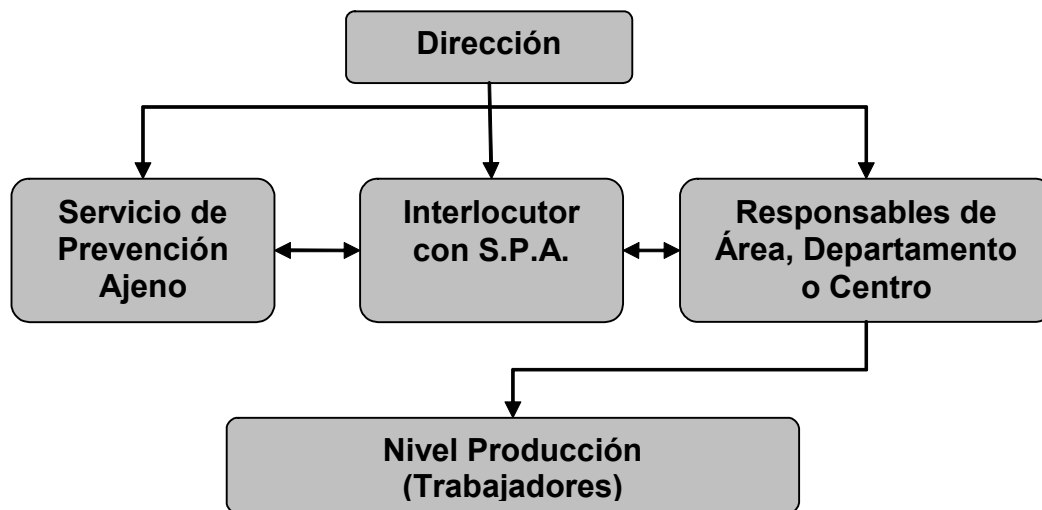 Dirección
Servicio de
Prevención
Ajeno
Interlocutor
con S.P.A.
Responsables de
Área, Departamento
o Centro
Nivel Producción
(Trabajadores)